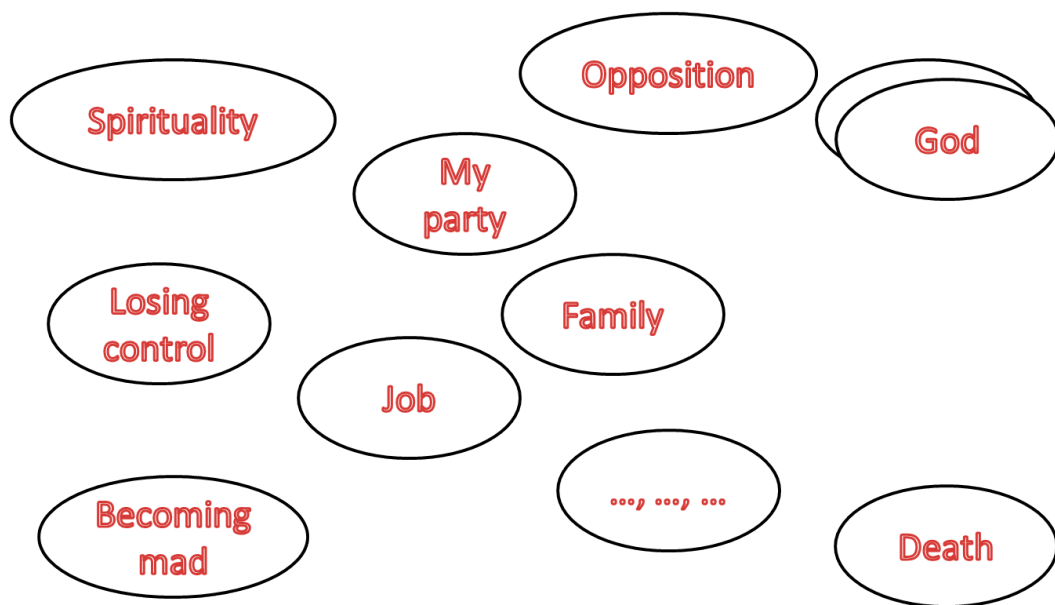 Opposition
Spirituality
God
My
party
Losing
control
Family
Job
..., ..., ...
Becoming
mad
Death